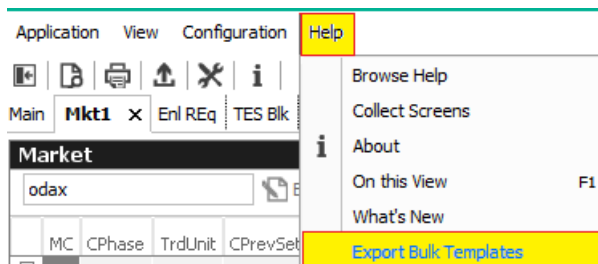 Application View Configuration Help
i
Main Mkt1 × Enl REq TES Blk
Browse Help
Collect Screens
i About
On this View F1
What's New
Export Bulk Templates
Market
odax
MC CPhase TrdUnit CPrevSet